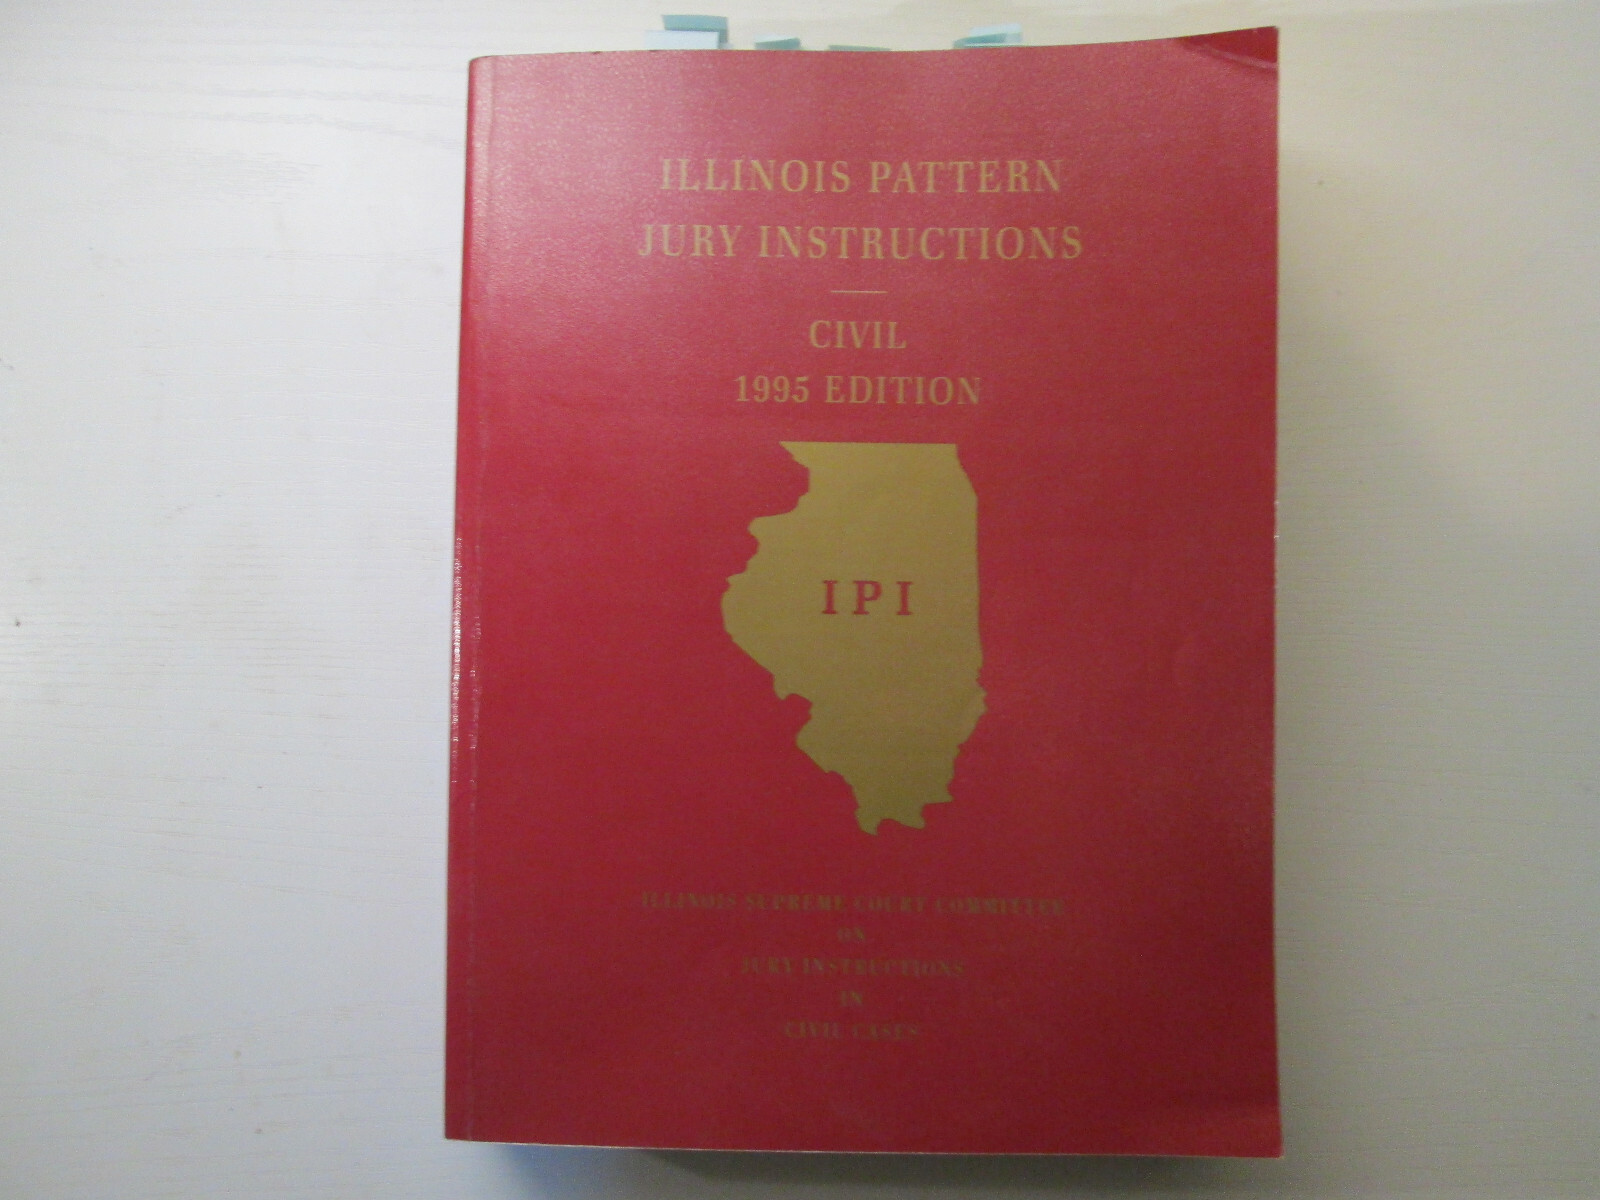 ILLINOIS PATTERN
JURY INSTRUCTIONS
CIVIL
1995 EDITION
IPI
ILLINOIS SUPREME COURT COMMITTEE
ON
JURY INSTRUCTIONS
IN
CIVIL CASES